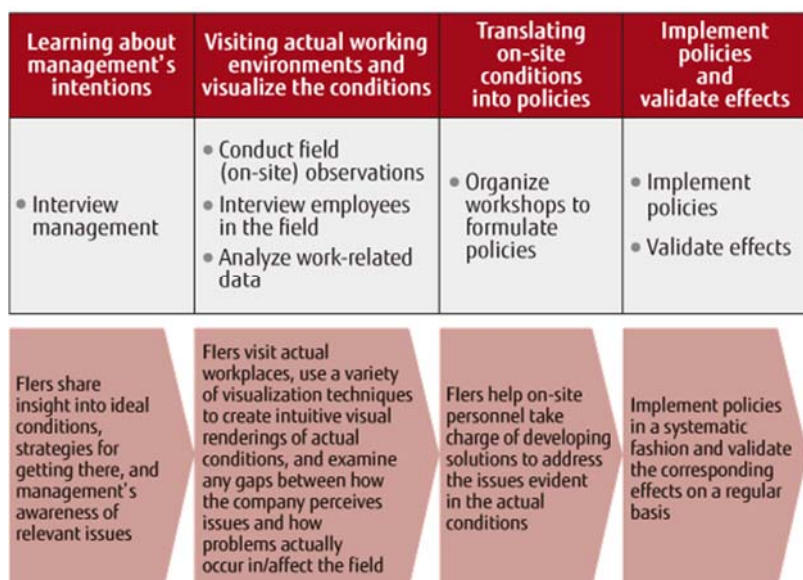 Learning about
management's
intentions
Visiting actual working
environments and
visualize the conditions
Translating
on-site
conditions
into policies
Implement
policies
and
validate effects
• Interview
management
• Conduct field
(on-site) observations
• Interview employees
in the field
• Analyze work-related
data
• Organize
workshops to
formulate
policies
• Implement
policies
• Validate effects
FIers share
insight into ideal
conditions,
strategies for
getting there, and
management's
awareness of
relevant issues
FIers visit actual
workplaces, use a variety
of visualization techniques
to create intuitive visual
renderings of actual
conditions, and examine
any gaps between how
the company perceives
issues and how
problems actually
occur in/affect the field
FIers help on-site
personnel take
charge of developing
solutions to address
the issues evident
in the actual
conditions
Implement policies
in a systematic
fashion and validate
the corresponding
effects on a regular
basis